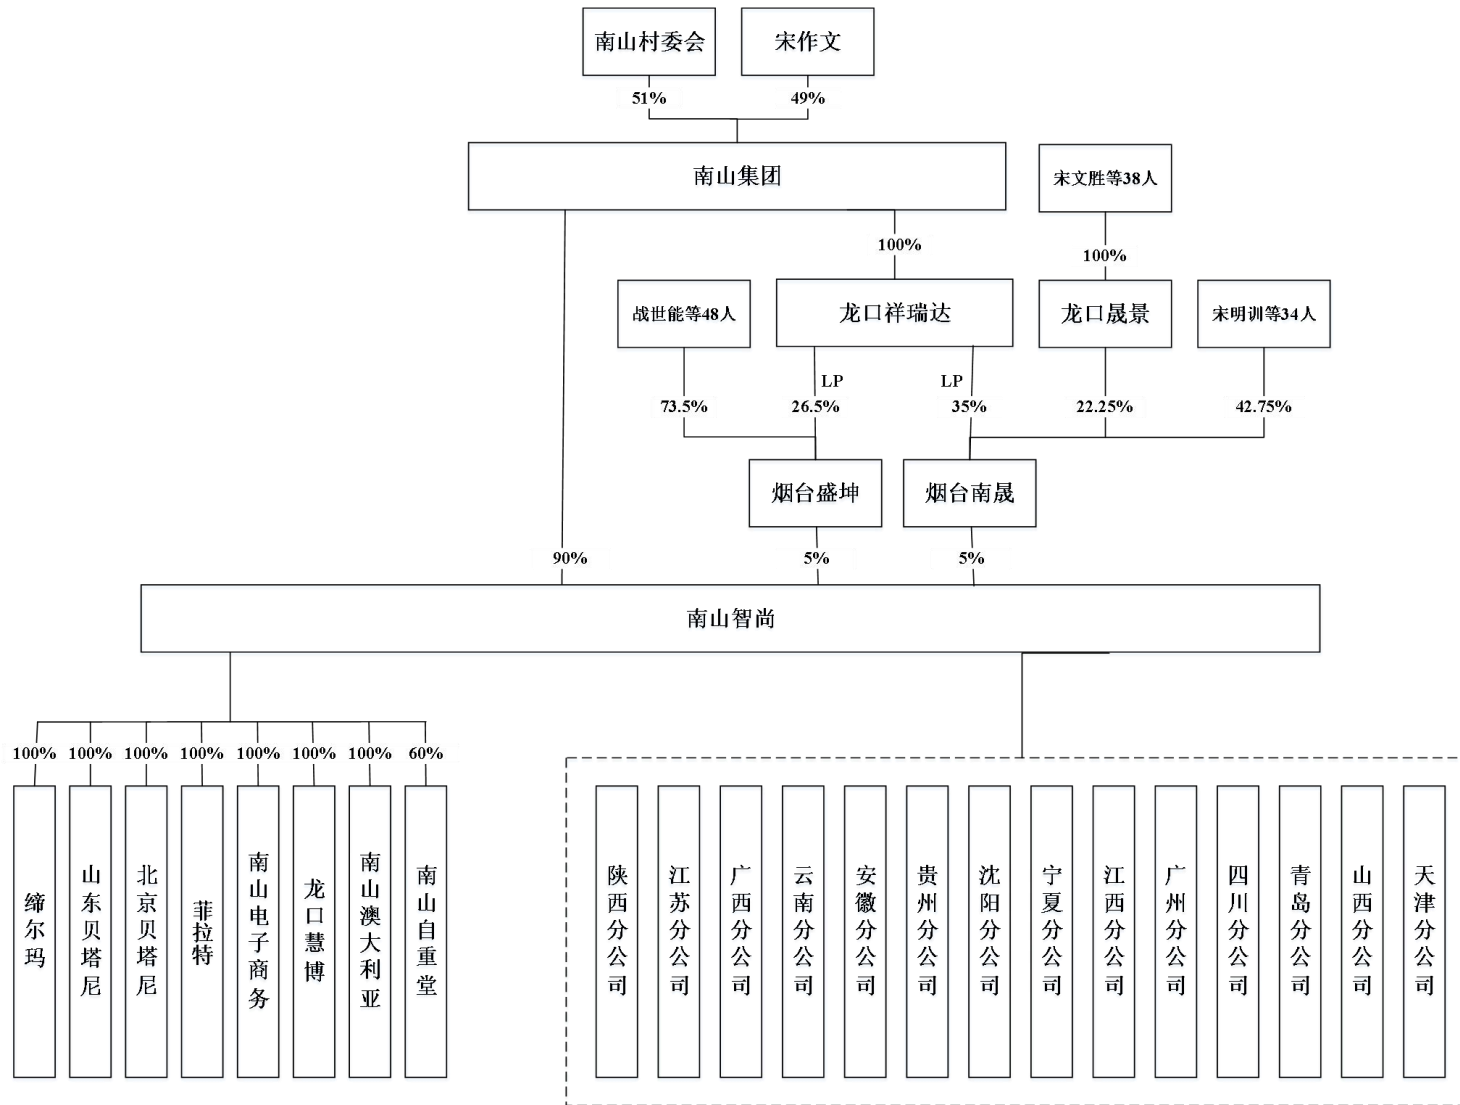 南山村委会
宋作文
51%
49%
南山集团
宋文胜等38人
100%
100%
战世能等48人
龙口祥瑞达
龙口晟景
宋明训等34人
LP
LP
73.5%
26.5%
35%
22.25%
42.75%
烟台盛坤
烟台南晟
90%
5%
5%
南山智尚
100%
100%
100%
100%
100%
100%
100%
60%
缔尔玛
山东贝塔尼
北京贝塔尼
菲拉特
南山电子商务
龙口慧博
南山澳大利亚
南山自重堂
陕西分公司
江苏分公司
广西分公司
云南分公司
安徽分公司
贵州分公司
沈阳分公司
宁夏分公司
江西分公司
广州分公司
四川分公司
青岛分公司
山西分公司
天津分公司